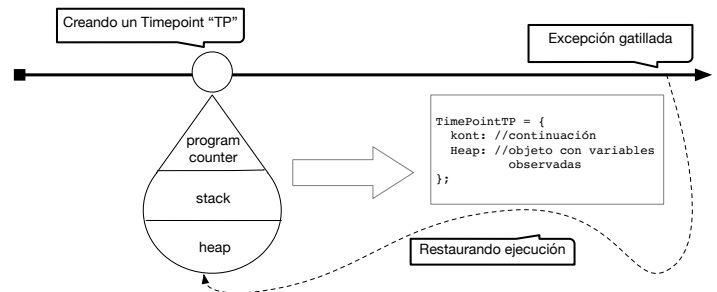 Creando un Timepoint “TP”
Excepción gatillada
program
counter
stack
heap
TimePointTP = {
kont: //continuación
Heap: //objeto con variables
observadas
};
Restaurando ejecución